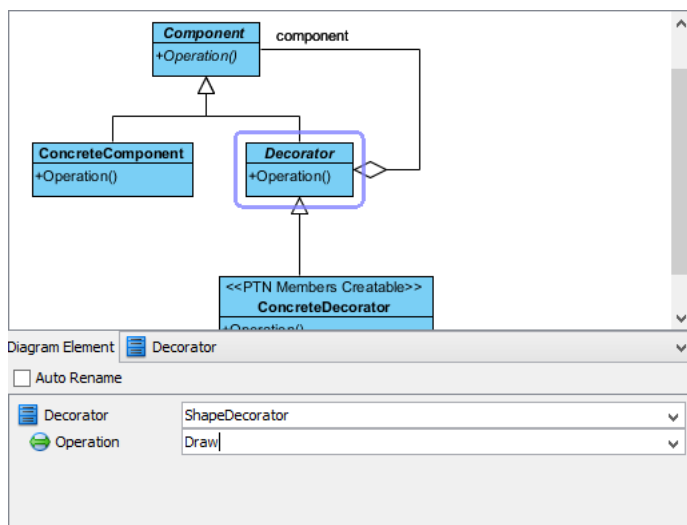 Component
component
+Operation()
ConcreteComponent
Decorator
+Operation()
+Operation()
<<PTN Members Creatable>>
ConcreteDecorator
+Operation()
Diagram Element
Decorator
Auto Rename
Decorator
ShapeDecorator
Operation
Draw